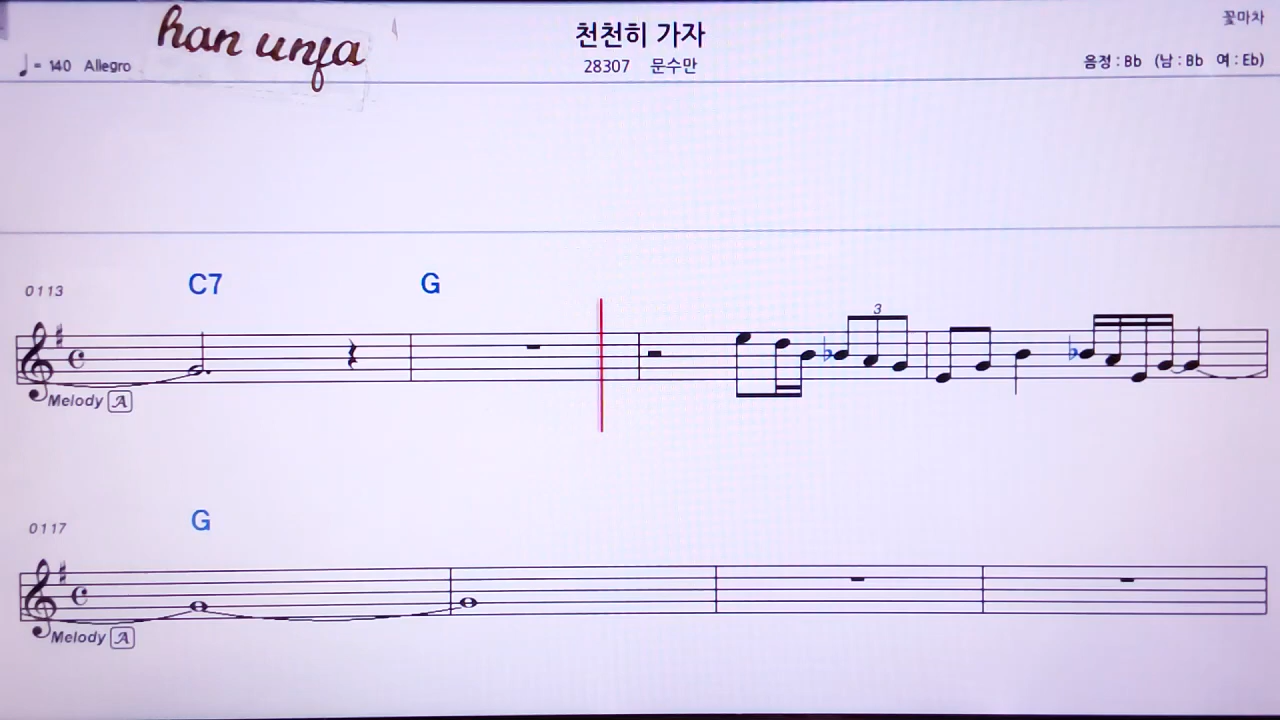 han unfa
천천히 가자
꽃마차
♩ = 140 Allegro
28307 문수만
음정 : Bb (남 : Bb 여 : Eb)
C7 G
0113
3
Melody A
G
0117
Melody A